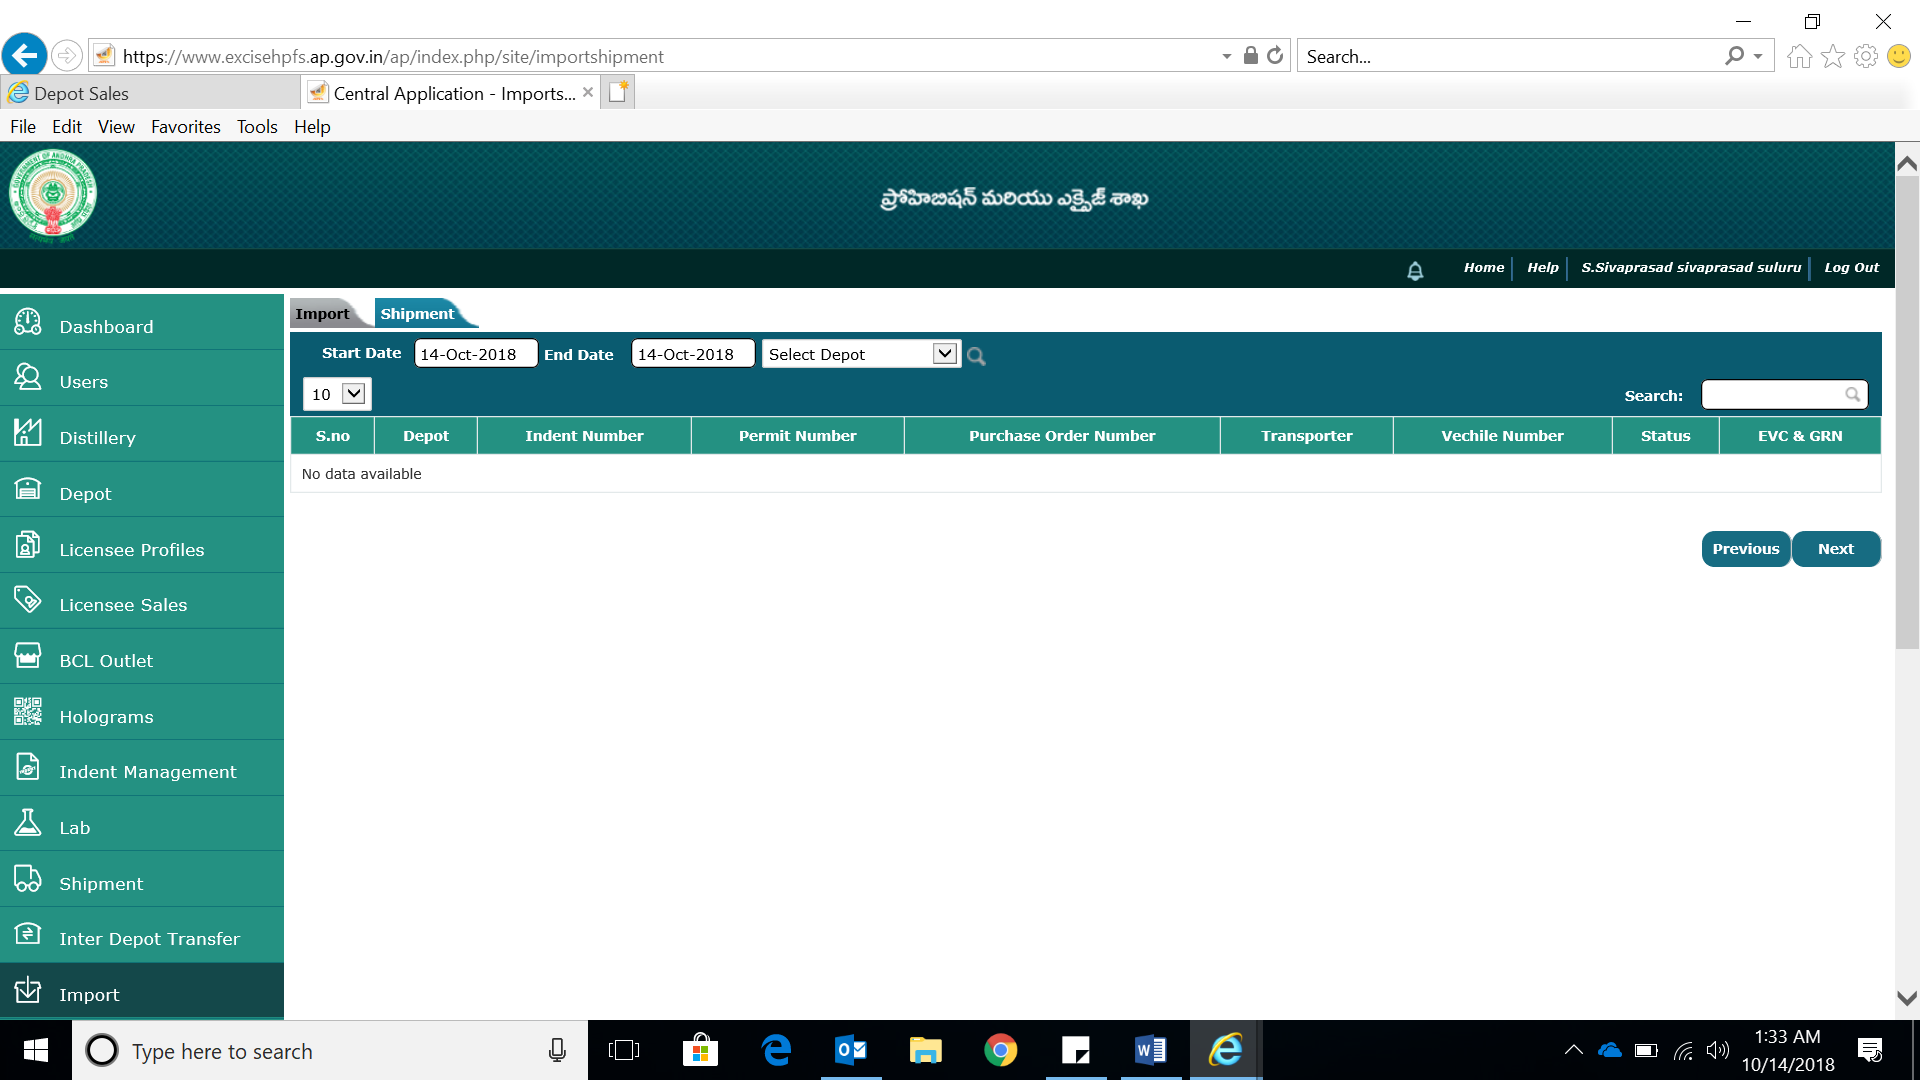 https://www.excisehpfs.ap.gov.in/ap/index.php/site/importshipment
Search...
Depot Sales
Central Application - Imports...
File Edit View Favorites Tools Help
GOVERNMENT OF ANDHRA PRADESH
ప్రోహిబిషన్ మరియు ఎక్సైజ్ శాఖ
Home Help S.Sivaprasad sivaprasad suluru Log Out
Dashboard
Users
Distillery
Depot
Licensee Profiles
Licensee Sales
BCL Outlet
Holograms
Indent Management
Lab
Shipment
Inter Depot Transfer
Import
Import Shipment
Start Date 14-Oct-2018 End Date 14-Oct-2018 Select Depot
10 Search:
S.no Depot Indent Number Permit Number Purchase Order Number Transporter Vechile Number Status EVC & GRN
No data available
Previous Next
Type here to search
1:33 AM
10/14/2018